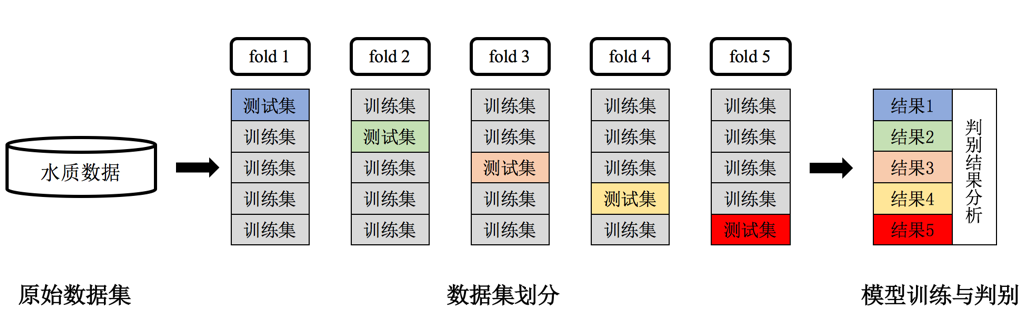 fold 1 fold 2 fold 3 fold 4 fold 5
测试集 训练集 训练集 训练集 训练集 结果1
训练集 测试集 训练集 训练集 训练集 结果2
水质数据 训练集 训练集 测试集 训练集 训练集 结果3 判别结果分析
训练集 训练集 训练集 测试集 训练集 结果4
训练集 训练集 训练集 训练集 测试集 结果5
原始数据集 数据集划分 模型训练与判别